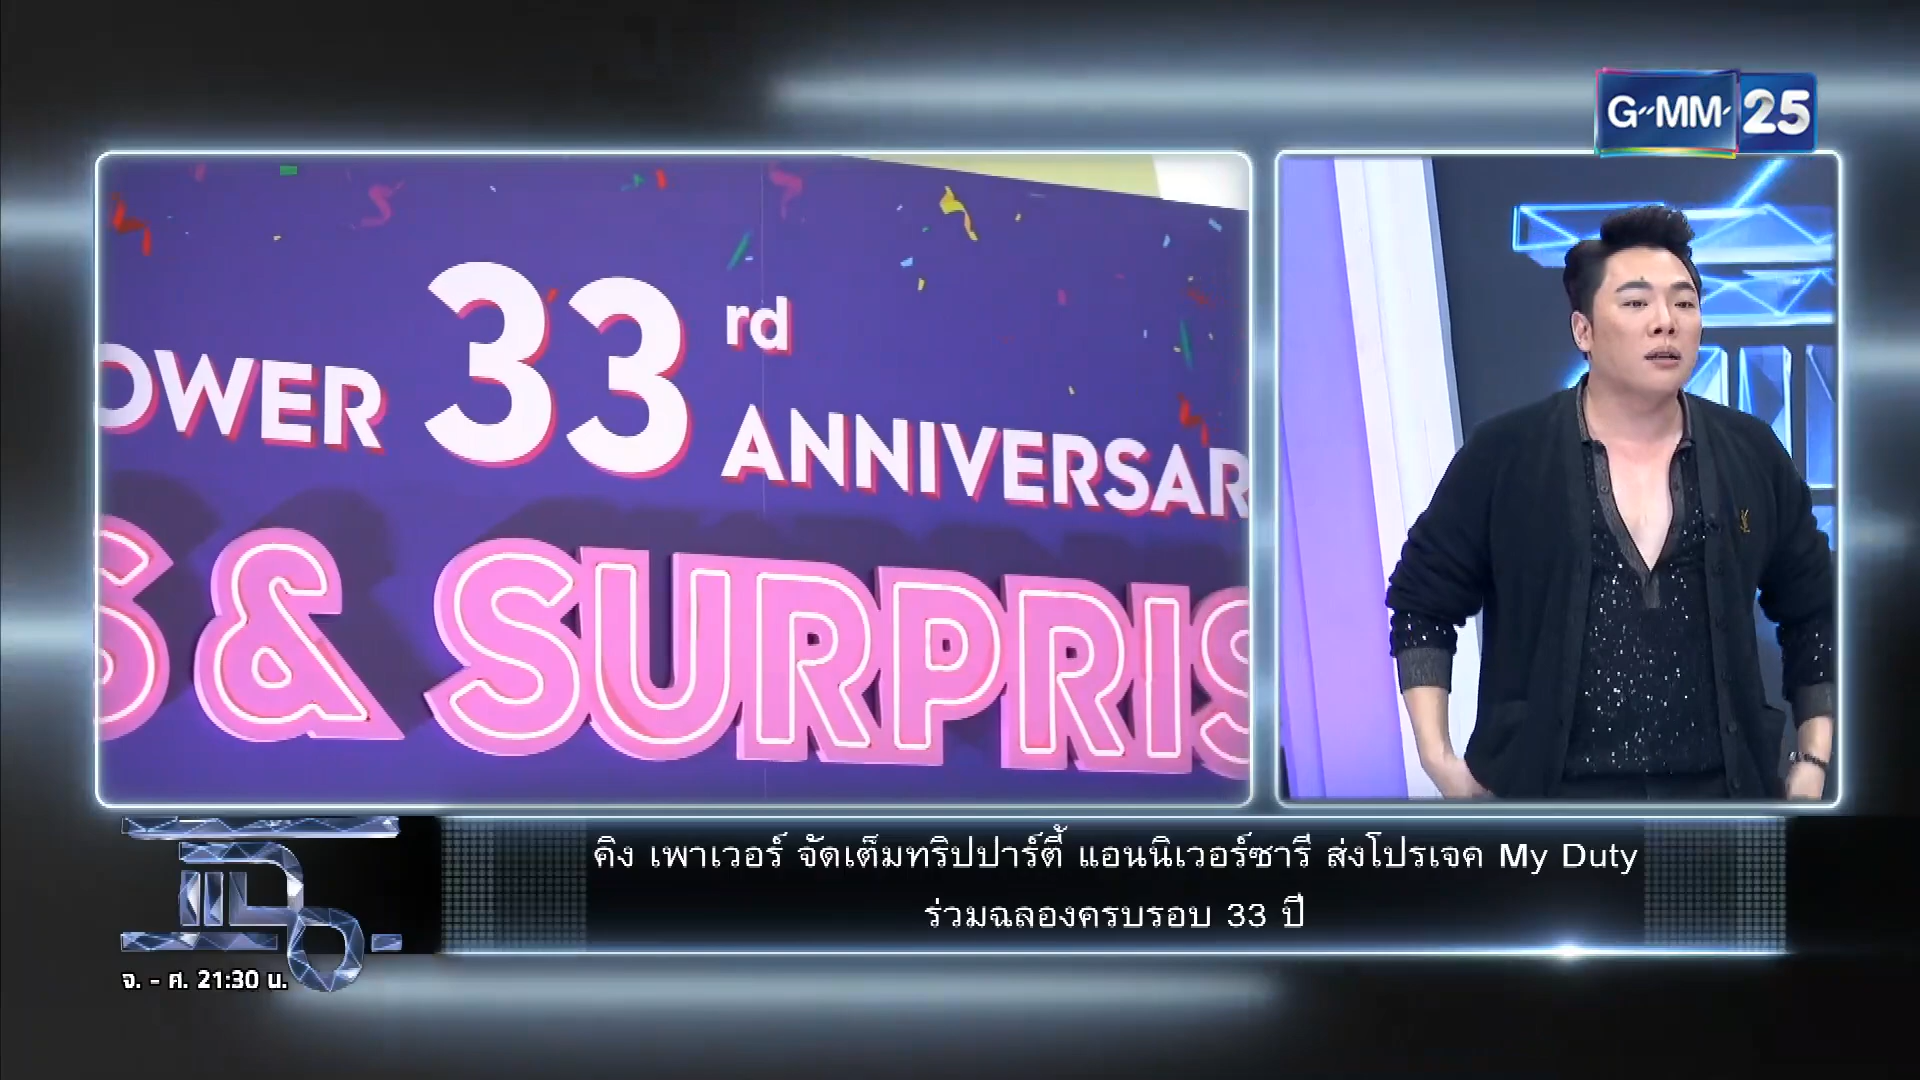 G-MM 25
OWER 33rd ANNIVERSAR
S & SURPRIS
คิง เพาเวอร์ จัดเต็มทริปปาร์ตี้ แอนนิเวอร์ซารี ส่งโปรเจค My Duty
ร่วมฉลองครบรอบ 33 ปี
แฉ
จ. - ศ. 21:30 น.